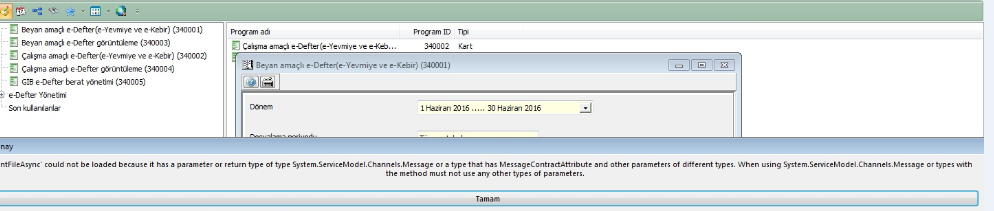 Beyan amaçlı e-Defter(e-Yevmiye ve e-Kebir) (340001)
Beyan amaçlı e-Defter görüntüleme (340003)
Çalışma amaçlı e-Defter(e-Yevmiye ve e-Kebir) (340002)
Çalışma amaçlı e-Defter görüntüleme (340004)
GİB e-Defter berat yönetimi (340005)
e-Defter Yönetimi
Son kullanılanlar
Program adı Program ID Tipi
Çalışma amaçlı e-Defter(e-Yevmiye ve e-Keb... 340002 Kart
Beyan amaçlı e-Defter(e-Yevmiye ve e-Kebir) (340001)
Dönem 1 Haziran 2016 ..... 30 Haziran 2016
nay
entFileAsync' could not be loaded because it has a parameter or return type of type System.ServiceModel.Channels.Message or a type that has MessageContractAttribute and other parameters of different types. When using System.ServiceModel.Channels.Message or types with
the method must not use any other types of parameters.
Tamam